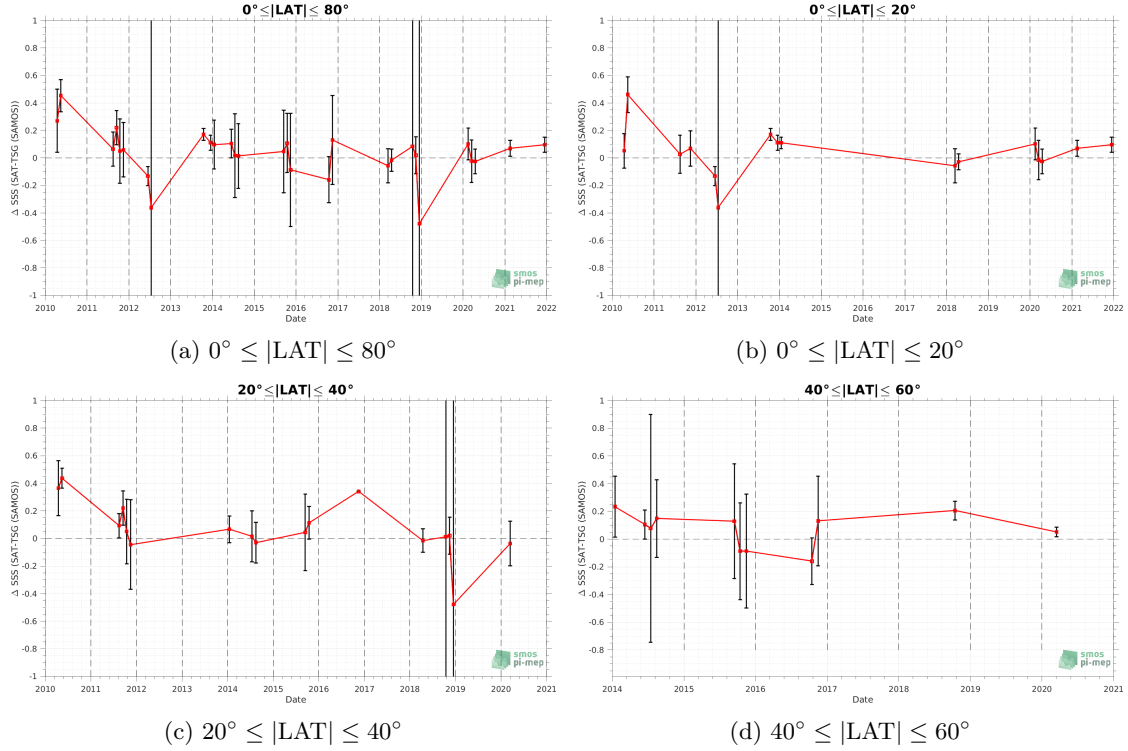 0°≤|LAT|≤ 80°
Δ SSS (SAT-TSG (SAMOS))
1
0.8
0.6
0.4
0.2
0
-0.2
-0.4
-0.6
-0.8
-1
2010 2011 2012 2013 2014 2015 2016 2017 2018 2019 2020 2021 2022
Date
smos
pi-mep
(a) 0° ≤ |LAT| ≤ 80°
0°≤|LAT|≤ 20°
Δ SSS (SAT-TSG (SAMOS))
1
0.8
0.6
0.4
0.2
0
-0.2
-0.4
-0.6
-0.8
-1
2010 2011 2012 2013 2014 2015 2016 2017 2018 2019 2020 2021 2022
Date
smos
pi-mep
(b) 0° ≤ |LAT| ≤ 20°
20°≤|LAT|≤ 40°
Δ SSS (SAT-TSG (SAMOS))
1
0.8
0.6
0.4
0.2
0
-0.2
-0.4
-0.6
-0.8
-1
2010 2011 2012 2013 2014 2015 2016 2017 2018 2019 2020 2021
Date
smos
pi-mep
(c) 20° ≤ |LAT| ≤ 40°
40°≤|LAT|≤ 60°
Δ SSS (SAT-TSG (SAMOS))
1
0.8
0.6
0.4
0.2
0
-0.2
-0.4
-0.6
-0.8
-1
2014 2015 2016 2017 2018 2019 2020 2021
Date
smos
pi-mep
(d) 40° ≤ |LAT| ≤ 60°